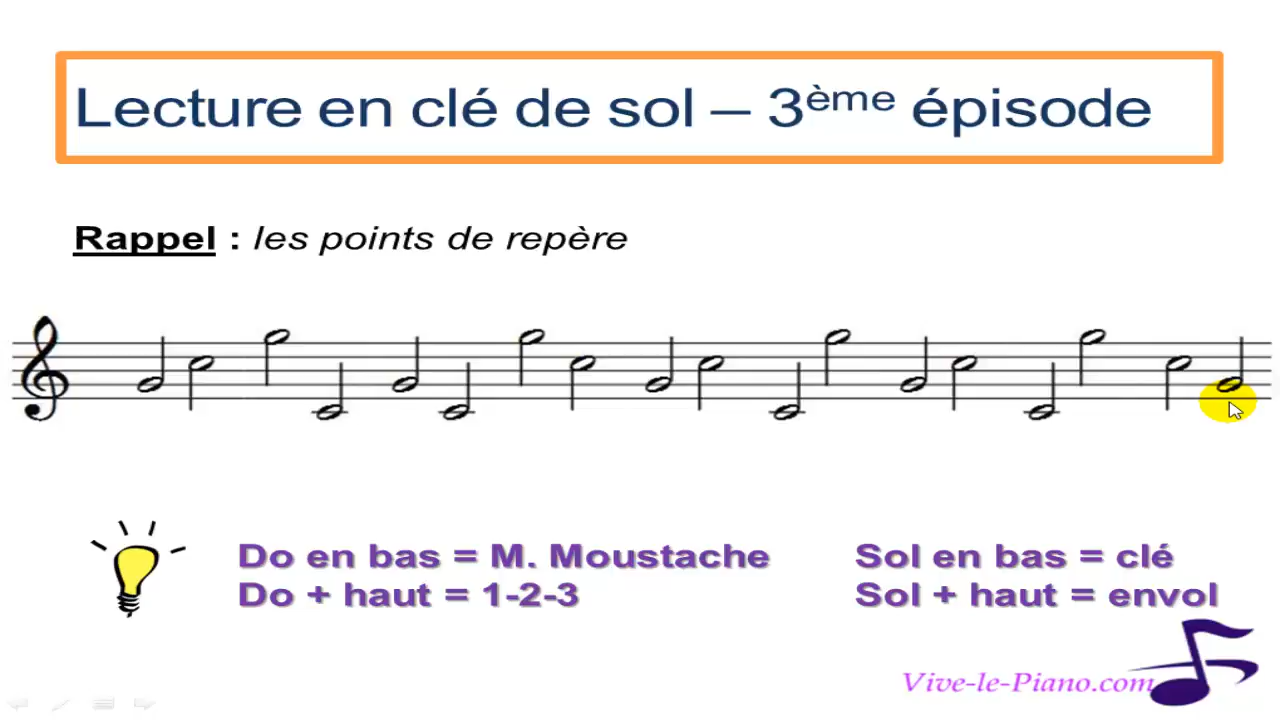 Lecture en clé de sol – 3ème épisode
Rappel : les points de repère
Do en bas = M. Moustache
Do + haut = 1-2-3
Sol en bas = clé
Sol + haut = envol
Vive-le-Piano.com